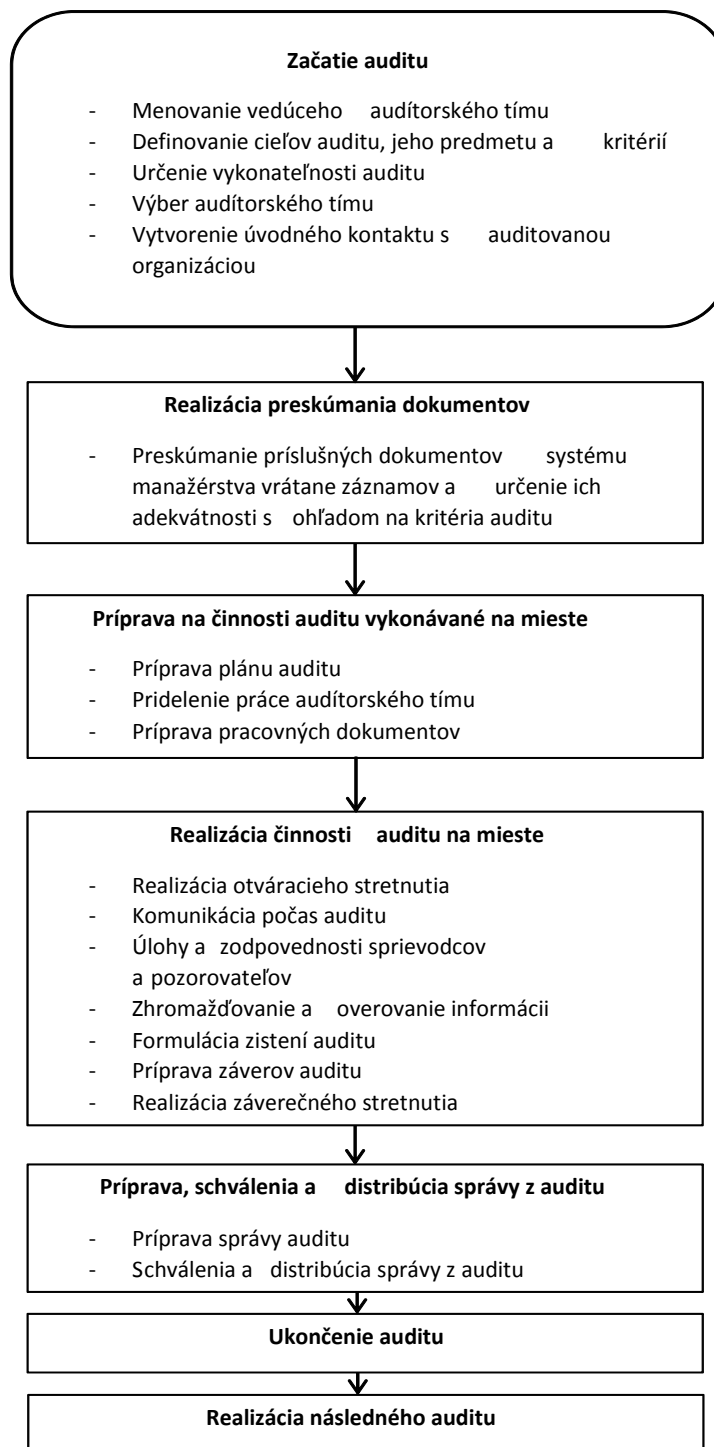 Začatie auditu
- Menovanie vedúceho audítorského tímu
- Definovanie cieľov auditu, jeho predmetu a kritérií
- Určenie vykonateľnosti auditu
- Výber audítorského tímu
- Vytvorenie úvodného kontaktu s auditovanou
organizáciou
Realizácia preskúmania dokumentov
- Preskúmanie príslušných dokumentov systému
manažérstva vrátane záznamov a určenie ich
adekvátnosti s ohľadom na kritéria auditu
Príprava na činnosti auditu vykonávané na mieste
- Príprava plánu auditu
- Pridelenie práce audítorského tímu
- Príprava pracovných dokumentov
Realizácia činnosti auditu na mieste
- Realizácia otváracieho stretnutia
- Komunikácia počas auditu
- Úlohy a zodpovednosti sprievodcov
a pozorovateľov
- Zhromažďovanie a overovanie informácii
- Formulácia zistení auditu
- Príprava záverov auditu
- Realizácia záverečného stretnutia
Príprava, schválenia a distribúcia správy z auditu
- Príprava správy auditu
- Schválenia a distribúcia správy z auditu
Ukončenie auditu
Realizácia následného auditu